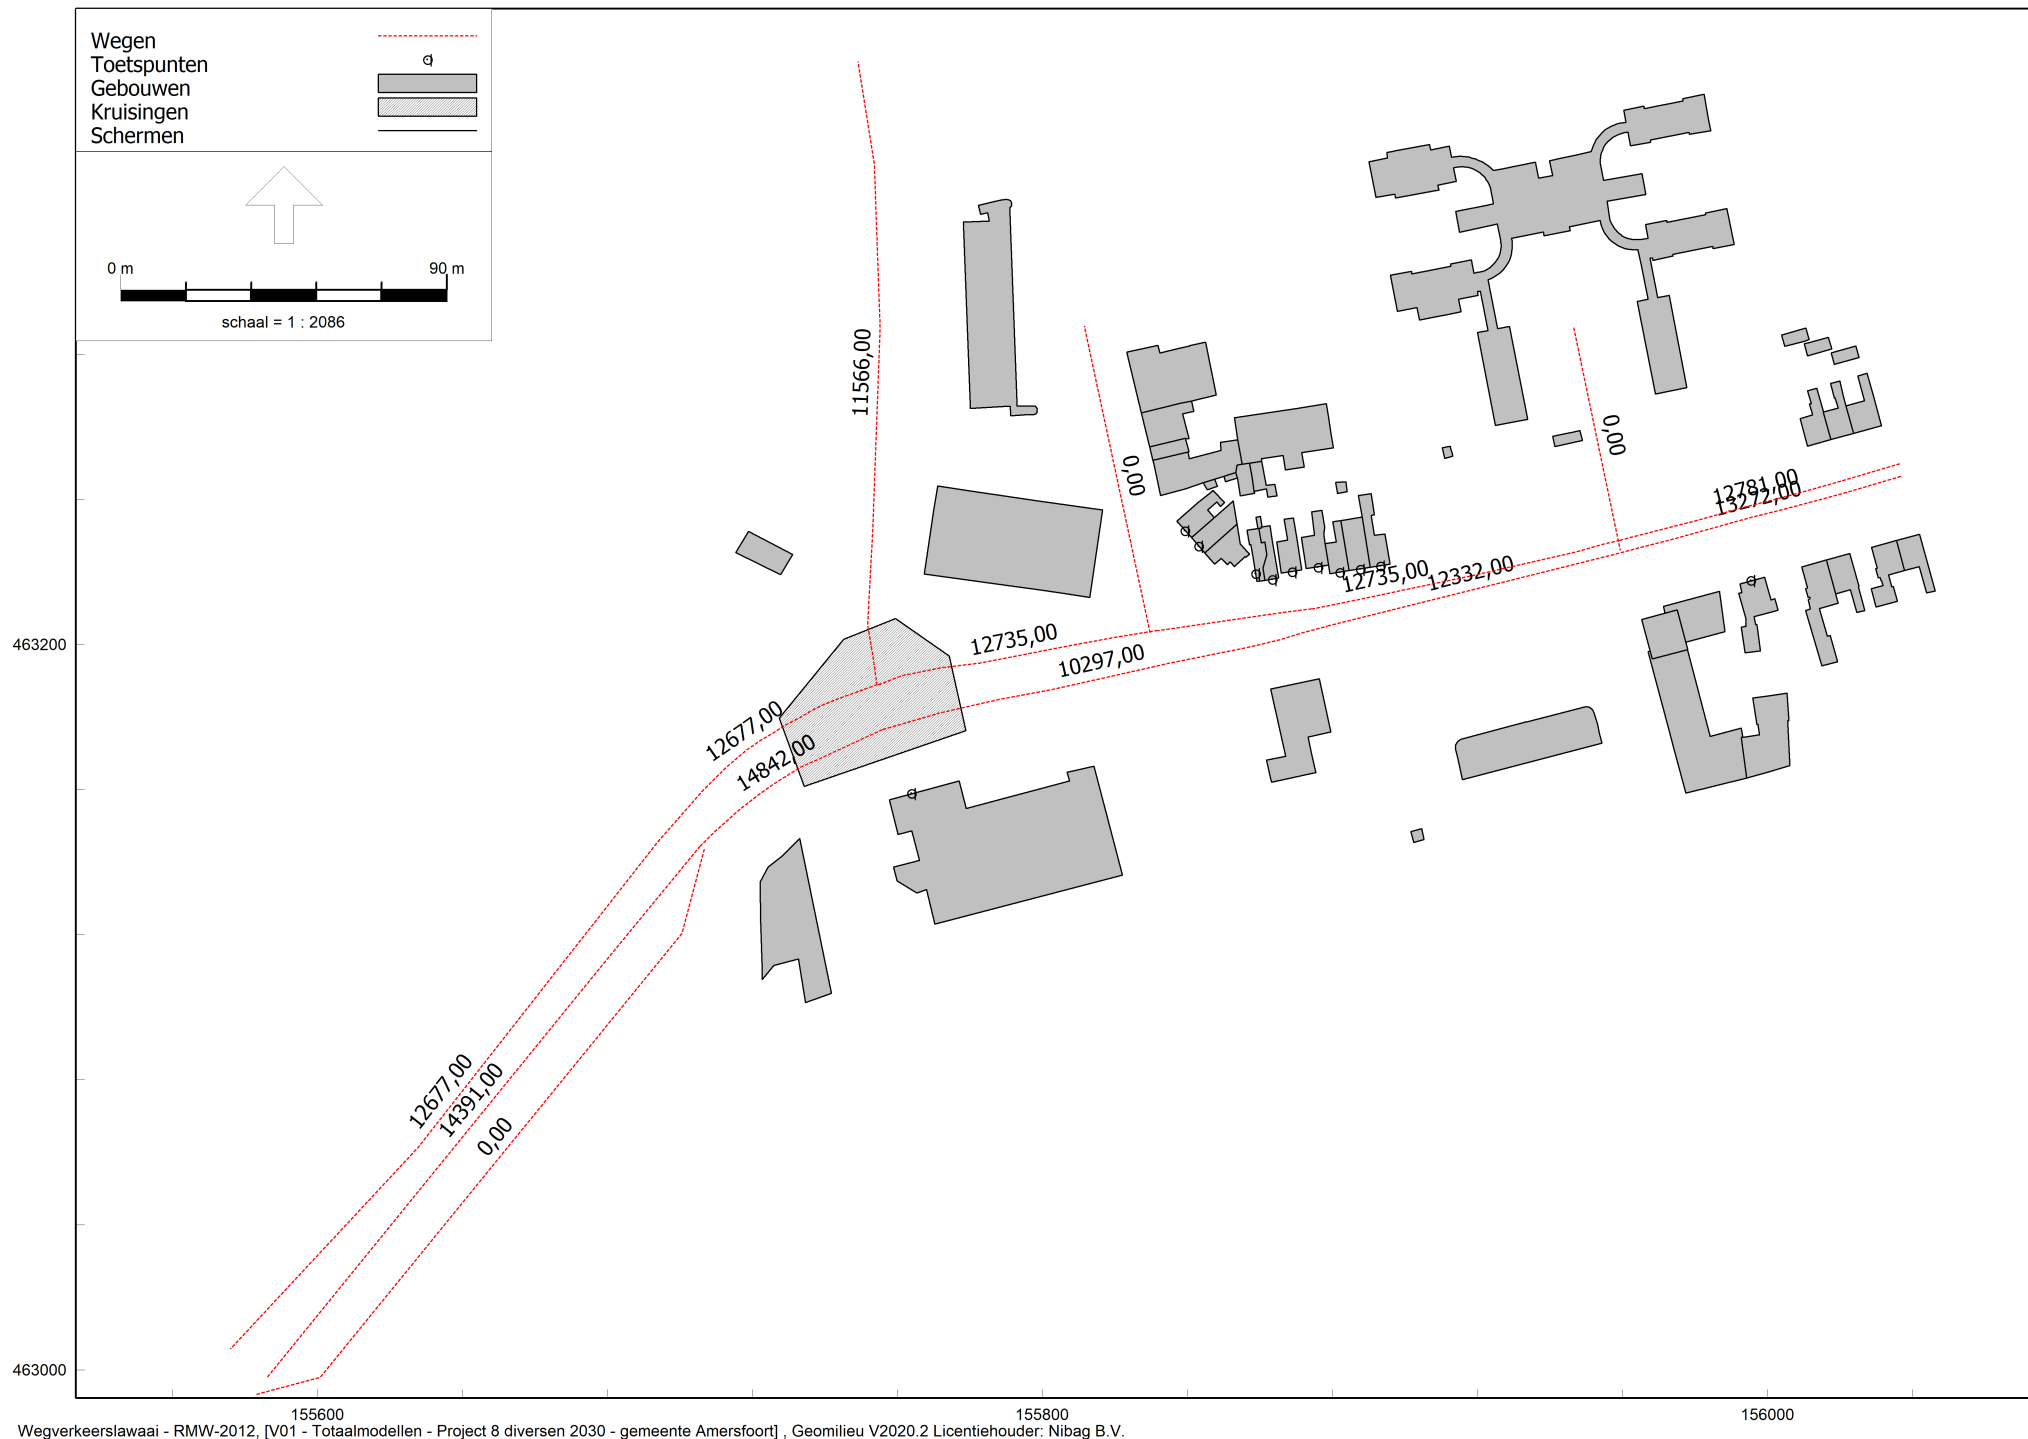 Wegen
Toetspunten
Gebouwen
Kruisingen
Schermen
0 m 90 m
schaal = 1 : 2086
11566,00
0,00
0,00
12781,00
13272,00
12735,00
12332,00
12735,00
10297,00
12677,00
14842,00
12677,00
14391,00
0,00
463200
463000
155600 155800 156000
Wegverkeerslawaai - RMW-2012, [V01 - Totaalmodellen - Project 8 diversen 2030 - gemeente Amersfoort] , Geomilieu V2020.2 Licentiehouder: Nibag B.V.